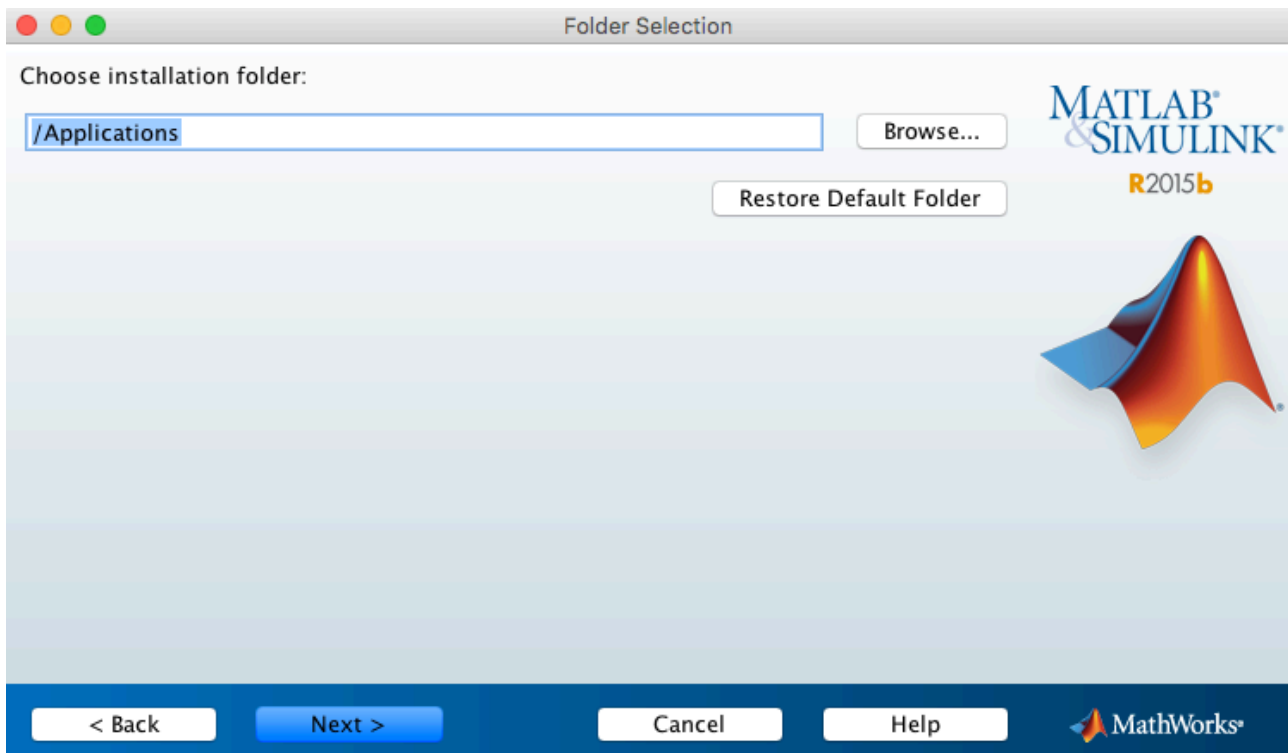 Folder Selection
Choose installation folder:
/Applications
Browse...
Restore Default Folder
MATLAB®
&SIMULINK®
R2015b
®
< Back
Next >
Cancel
Help
MathWorks®